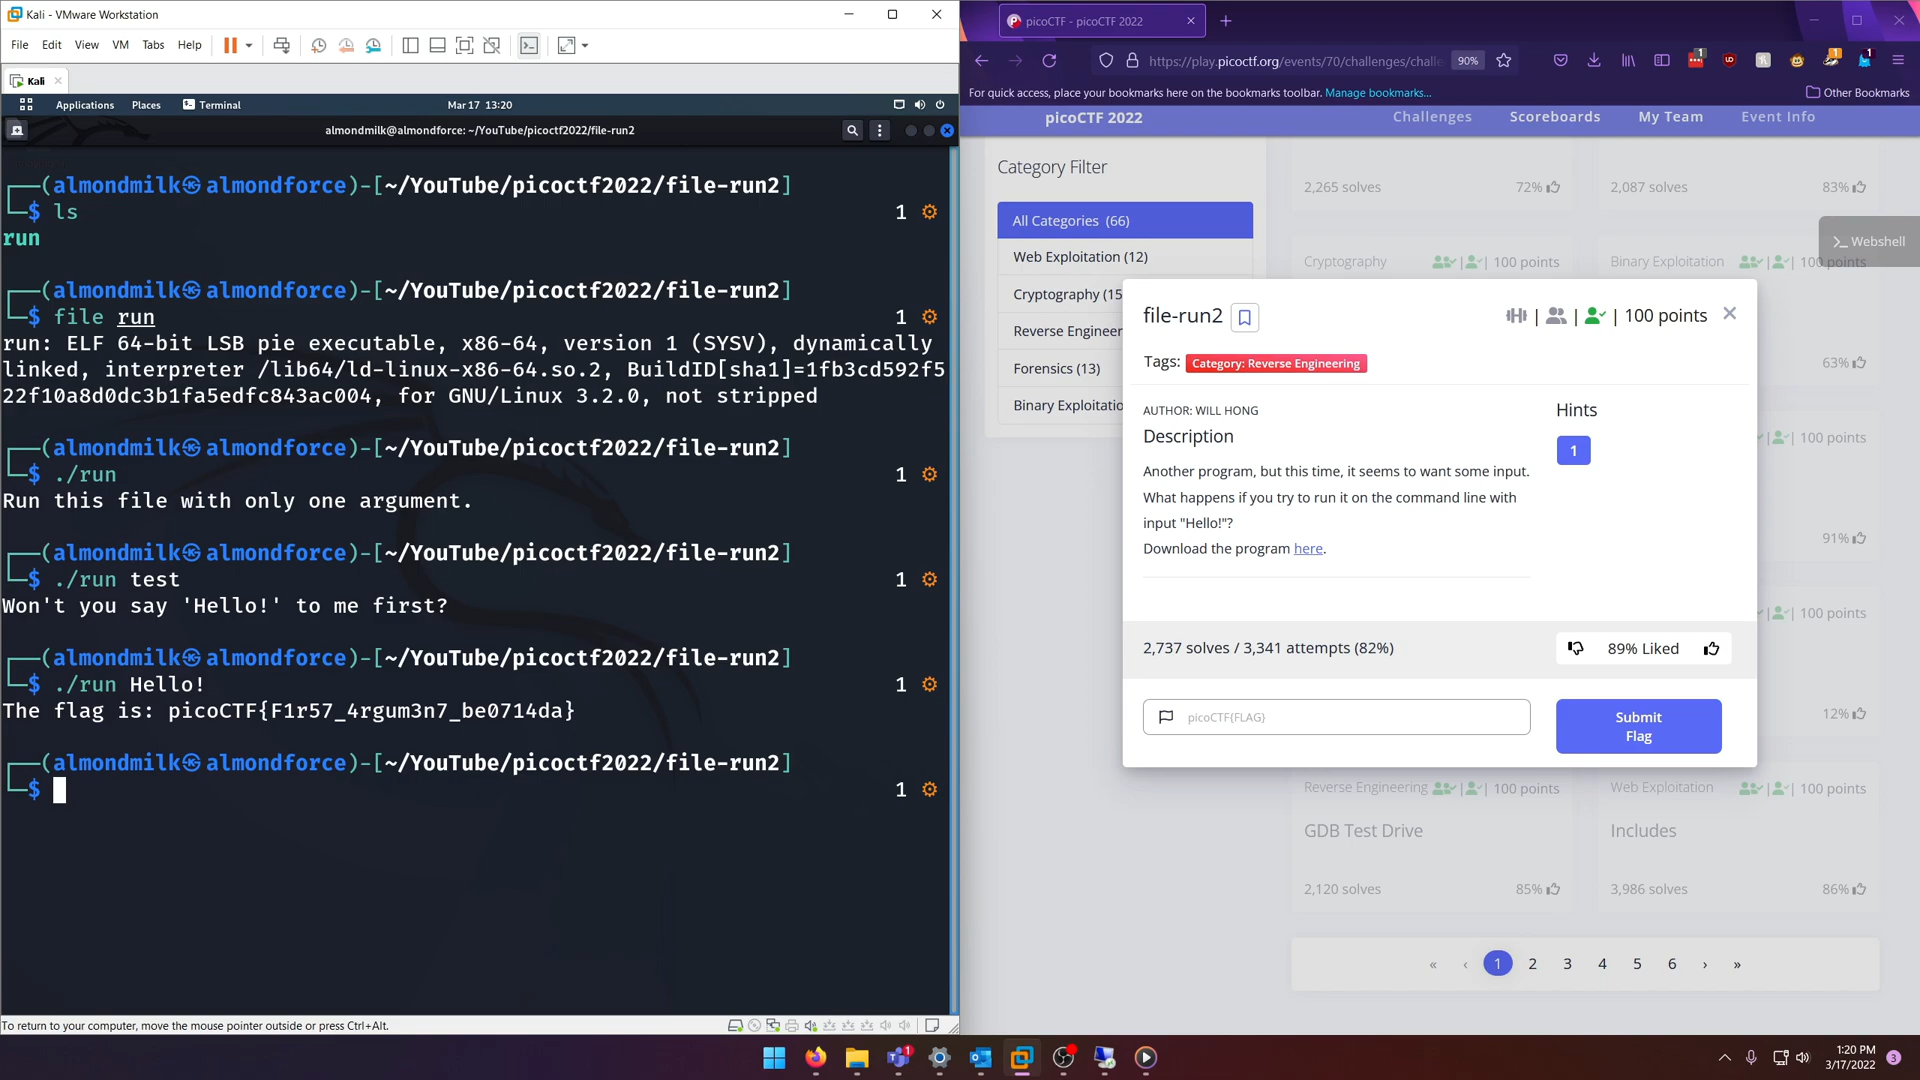 Kali - VMware Workstation
File Edit View VM Tabs Help
Kali
Applications Places Terminal Mar 17 13:20
almondmilk@almondforce: ~/YouTube/picoctf2022/file-run2
┌──(almondmilk㉿almondforce)-[~/YouTube/picoctf2022/file-run2]
└─$ ls 1
run
┌──(almondmilk㉿almondforce)-[~/YouTube/picoctf2022/file-run2]
└─$ file run 1
run: ELF 64-bit LSB pie executable, x86-64, version 1 (SYSV), dynamically
linked, interpreter /lib64/ld-linux-x86-64.so.2, BuildID[sha1]=1fb3cd592f5
22f10a8d0dc3b1fa5edfc843ac004, for GNU/Linux 3.2.0, not stripped
┌──(almondmilk㉿almondforce)-[~/YouTube/picoctf2022/file-run2]
└─$ ./run 1
Run this file with only one argument.
┌──(almondmilk㉿almondforce)-[~/YouTube/picoctf2022/file-run2]
└─$ ./run test 1
Won't you say 'Hello!' to me first?
┌──(almondmilk㉿almondforce)-[~/YouTube/picoctf2022/file-run2]
└─$ ./run Hello! 1
The flag is: picoCTF{F1r57_4rgum3n7_be0714da}
┌──(almondmilk㉿almondforce)-[~/YouTube/picoctf2022/file-run2]
└─$ 1
To return to your computer, move the mouse pointer outside or press Ctrl+Alt.
picoCTF - picoCTF 2022
https://play.picoctf.org/events/70/challenges/challe
90%
For quick access, place your bookmarks here on the bookmarks toolbar. Manage bookmarks...
Other Bookmarks
picoCTF 2022 Challenges Scoreboards My Team Event Info
Category Filter
All Categories (66)
Web Exploitation (12)
Cryptography (15
Reverse Engineer
Forensics (13)
Binary Exploitatio
2,265 solves 72%
2,087 solves 83%
Webshell
Cryptography | 100 points
Binary Exploitation | 100 points
file-run2 | | 100 points
Tags: Category: Reverse Engineering
63%
AUTHOR: WILL HONG
Description
Another program, but this time, it seems to want some input.
What happens if you try to run it on the command line with
input "Hello!"?
Download the program here.
Hints
1
| 100 points
91%
| 100 points
2,737 solves / 3,341 attempts (82%)
89% Liked
picoCTF{FLAG}
Submit
Flag
12%
Reverse Engineering | 100 points
GDB Test Drive
2,120 solves 85%
Web Exploitation | 100 points
Includes
3,986 solves 86%
« ‹ 1 2 3 4 5 6 › »
1:20 PM
3/17/2022
3